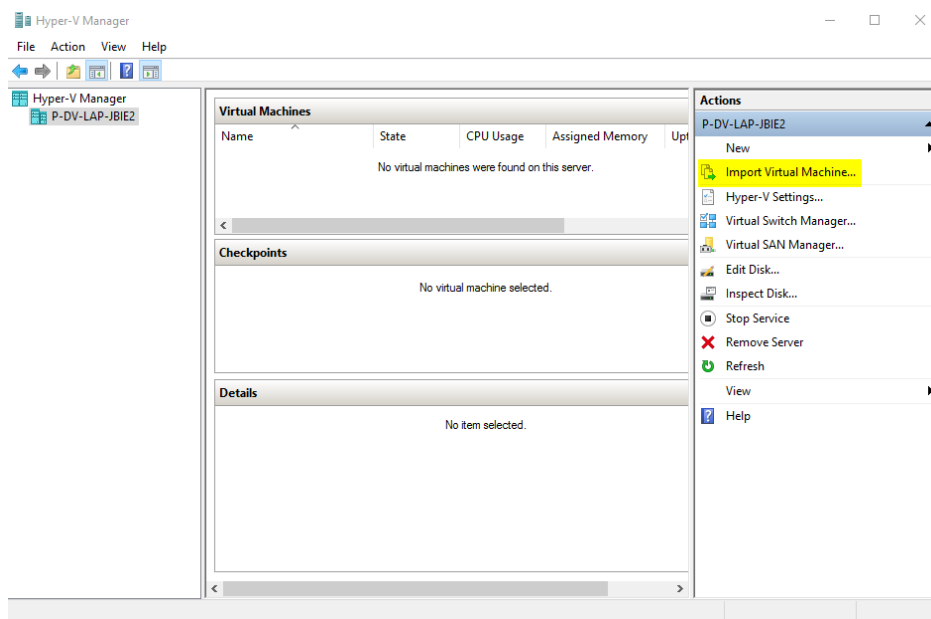 Hyper-V Manager
File Action View Help
Hyper-V Manager
P-DV-LAP-JBIE2
Virtual Machines
Name State CPU Usage Assigned Memory Upt
No virtual machines were found on this server.
Checkpoints
No virtual machine selected.
Details
No item selected.
Actions
P-DV-LAP-JBIE2
New
Import Virtual Machine...
Hyper-V Settings...
Virtual Switch Manager...
Virtual SAN Manager...
Edit Disk...
Inspect Disk...
Stop Service
Remove Server
Refresh
View
Help